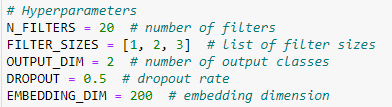 # Hyperparameters
N_FILTERS = 20  # number of filters
FILTER_SIZES = [1, 2, 3]  # list of filter sizes
OUTPUT_DIM = 2  # number of output classes
DROPOUT = 0.5  # dropout rate
EMBEDDING_DIM = 200  # embedding dimension